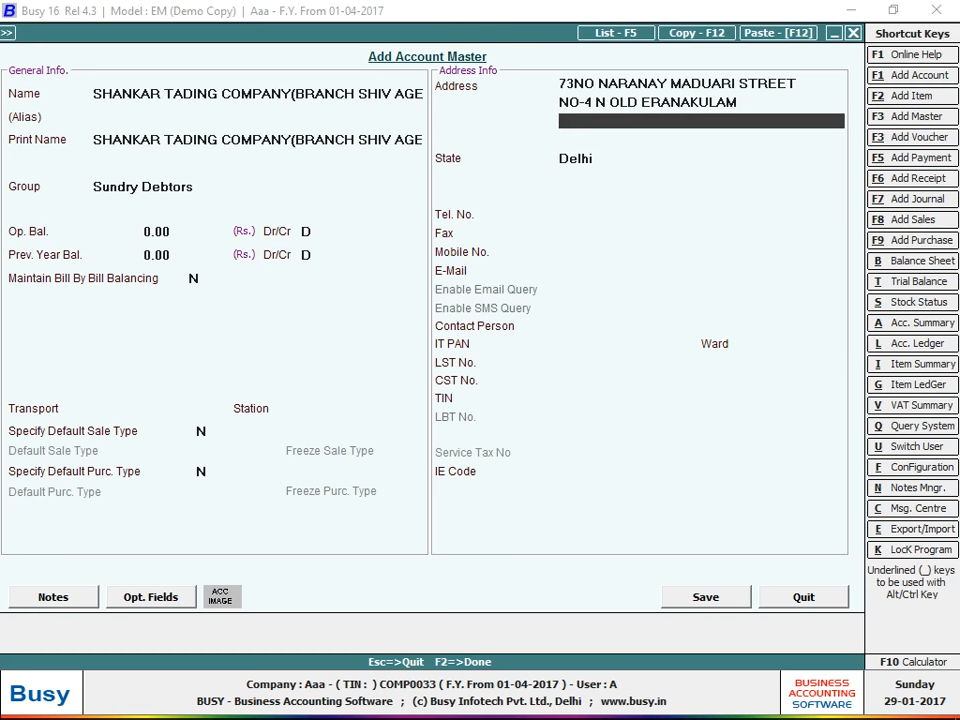 Busy 16 Rel 4.3 | Model : EM (Demo Copy) | Aaa - F.Y. From 01-04-2017
>>
List - F5
Copy - F12
Paste - [F12]
Add Account Master
General Info.
Name SHANKAR TADING COMPANY(BRANCH SHIV AGE
(Alias)
Print Name SHANKAR TADING COMPANY(BRANCH SHIV AGE
Group Sundry Debtors
Op. Bal. 0.00 (Rs.) Dr/Cr D
Prev. Year Bal. 0.00 (Rs.) Dr/Cr D
Maintain Bill By Bill Balancing N
Transport Station
Specify Default Sale Type N
Default Sale Type Freeze Sale Type
Specify Default Purc. Type N
Default Purc. Type Freeze Purc. Type
Address Info
Address 73NO NARANAY MADUARI STREET
NO-4 N OLD ERANAKULAM
State Delhi
Tel. No.
Fax
Mobile No.
E-Mail
Enable Email Query
Enable SMS Query
Contact Person
IT PAN Ward
LST No.
CST No.
TIN
LBT No.
Service Tax No
IE Code
Notes
Opt. Fields
ACC
IMAGE
Save
Quit
Shortcut Keys
F1 Online Help
F1 Add Account
F2 Add Item
F3 Add Master
F3 Add Voucher
F5 Add Payment
F6 Add Receipt
F7 Add Journal
F8 Add Sales
F9 Add Purchase
B Balance Sheet
T Trial Balance
S Stock Status
A Acc. Summary
L Acc. Ledger
I Item Summary
G Item LedGer
V VAT Summary
Q Query System
U Switch User
F ConFiguration
N Notes Mngr.
C Msg. Centre
E Export/Import
K LocK Program
Underlined (_) keys
to be used with
Alt/Ctrl Key
Esc=>Quit F2=>Done
F10 Calculator
Busy
Company : Aaa - ( TIN : ) COMP0033 ( F.Y. From 01-04-2017 ) - User : A
BUSY - Business Accounting Software ; (c) Busy Infotech Pvt. Ltd., Delhi ; www.busy.in
BUSINESS
ACCOUNTING
SOFTWARE
Sunday
29-01-2017